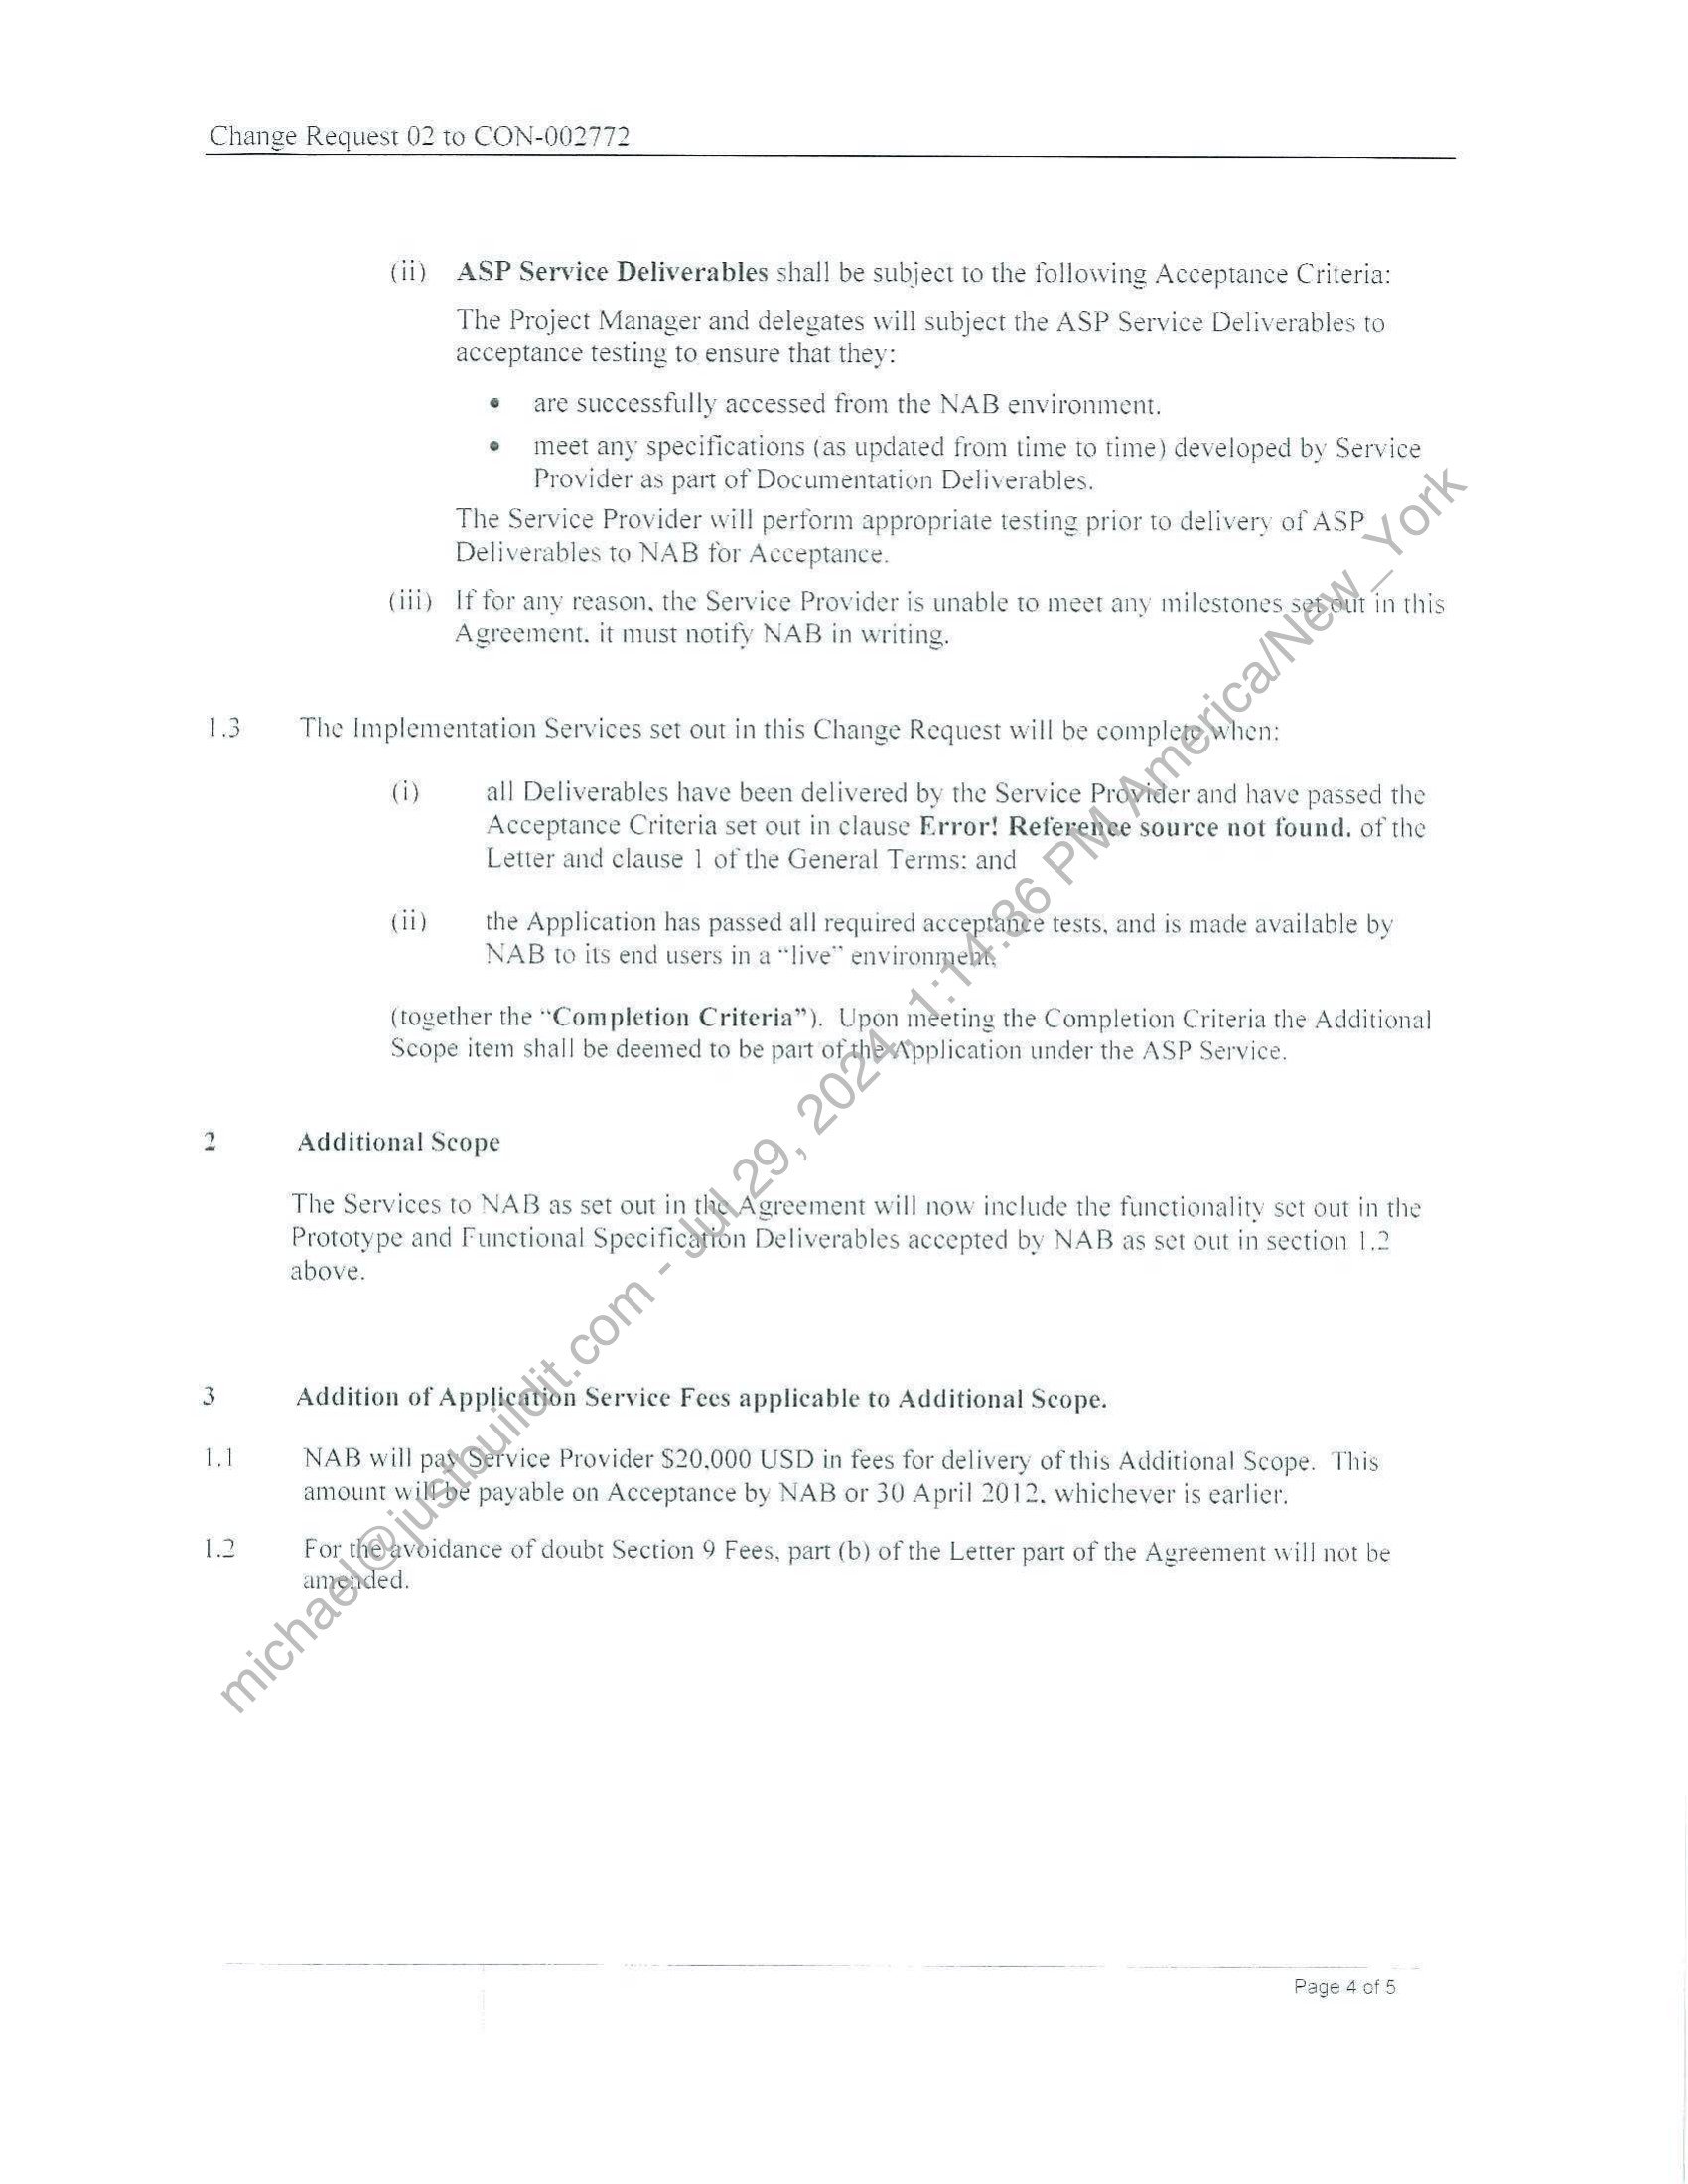 Change Request 02 to CON-002772
(ii) ASP Service Deliverables shall be subject to the following Acceptance Criteria:
The Project Manager and delegates will subject the ASP Service Deliverables to
acceptance testing to ensure that they:
• are successfully accessed from the NAB environment.
• meet any specifications (as updated from time to time) developed by Service
Provider as part of Documentation Deliverables.
The Service Provider will perform appropriate testing prior to delivery of ASP
Deliverables to NAB for Acceptance.
(iii) If for any reason, the Service Provider is unable to meet any milestones set out in this
Agreement, it must notify NAB in writing.
1.3 The Implementation Services set out in this Change Request will be complete when:
(i) all Deliverables have been delivered by the Service Provider and have passed the
Acceptance Criteria set out in clause Error! Reference source not found. of the
Letter and clause 1 of the General Terms; and
(ii) the Application has passed all required acceptance tests, and is made available by
NAB to its end users in a “live” environment,
(together the “Completion Criteria”). Upon meeting the Completion Criteria the Additional
Scope item shall be deemed to be part of the Application under the ASP Service.
2 Additional Scope
The Services to NAB as set out in the Agreement will now include the functionality set out in the
Prototype and Functional Specification Deliverables accepted by NAB as set out in section 1.2
above.
3 Addition of Application Service Fees applicable to Additional Scope.
1.1 NAB will pay Service Provider $20,000 USD in fees for delivery of this Additional Scope. This
amount will be payable on Acceptance by NAB or 30 April 2012, whichever is earlier.
1.2 For the avoidance of doubt Section 9 Fees, part (b) of the Letter part of the Agreement will not be
amended.
Page 4 of 5
michael@justbuildit.com - Jul 29, 2024, 1:14:36 PM America/New_York